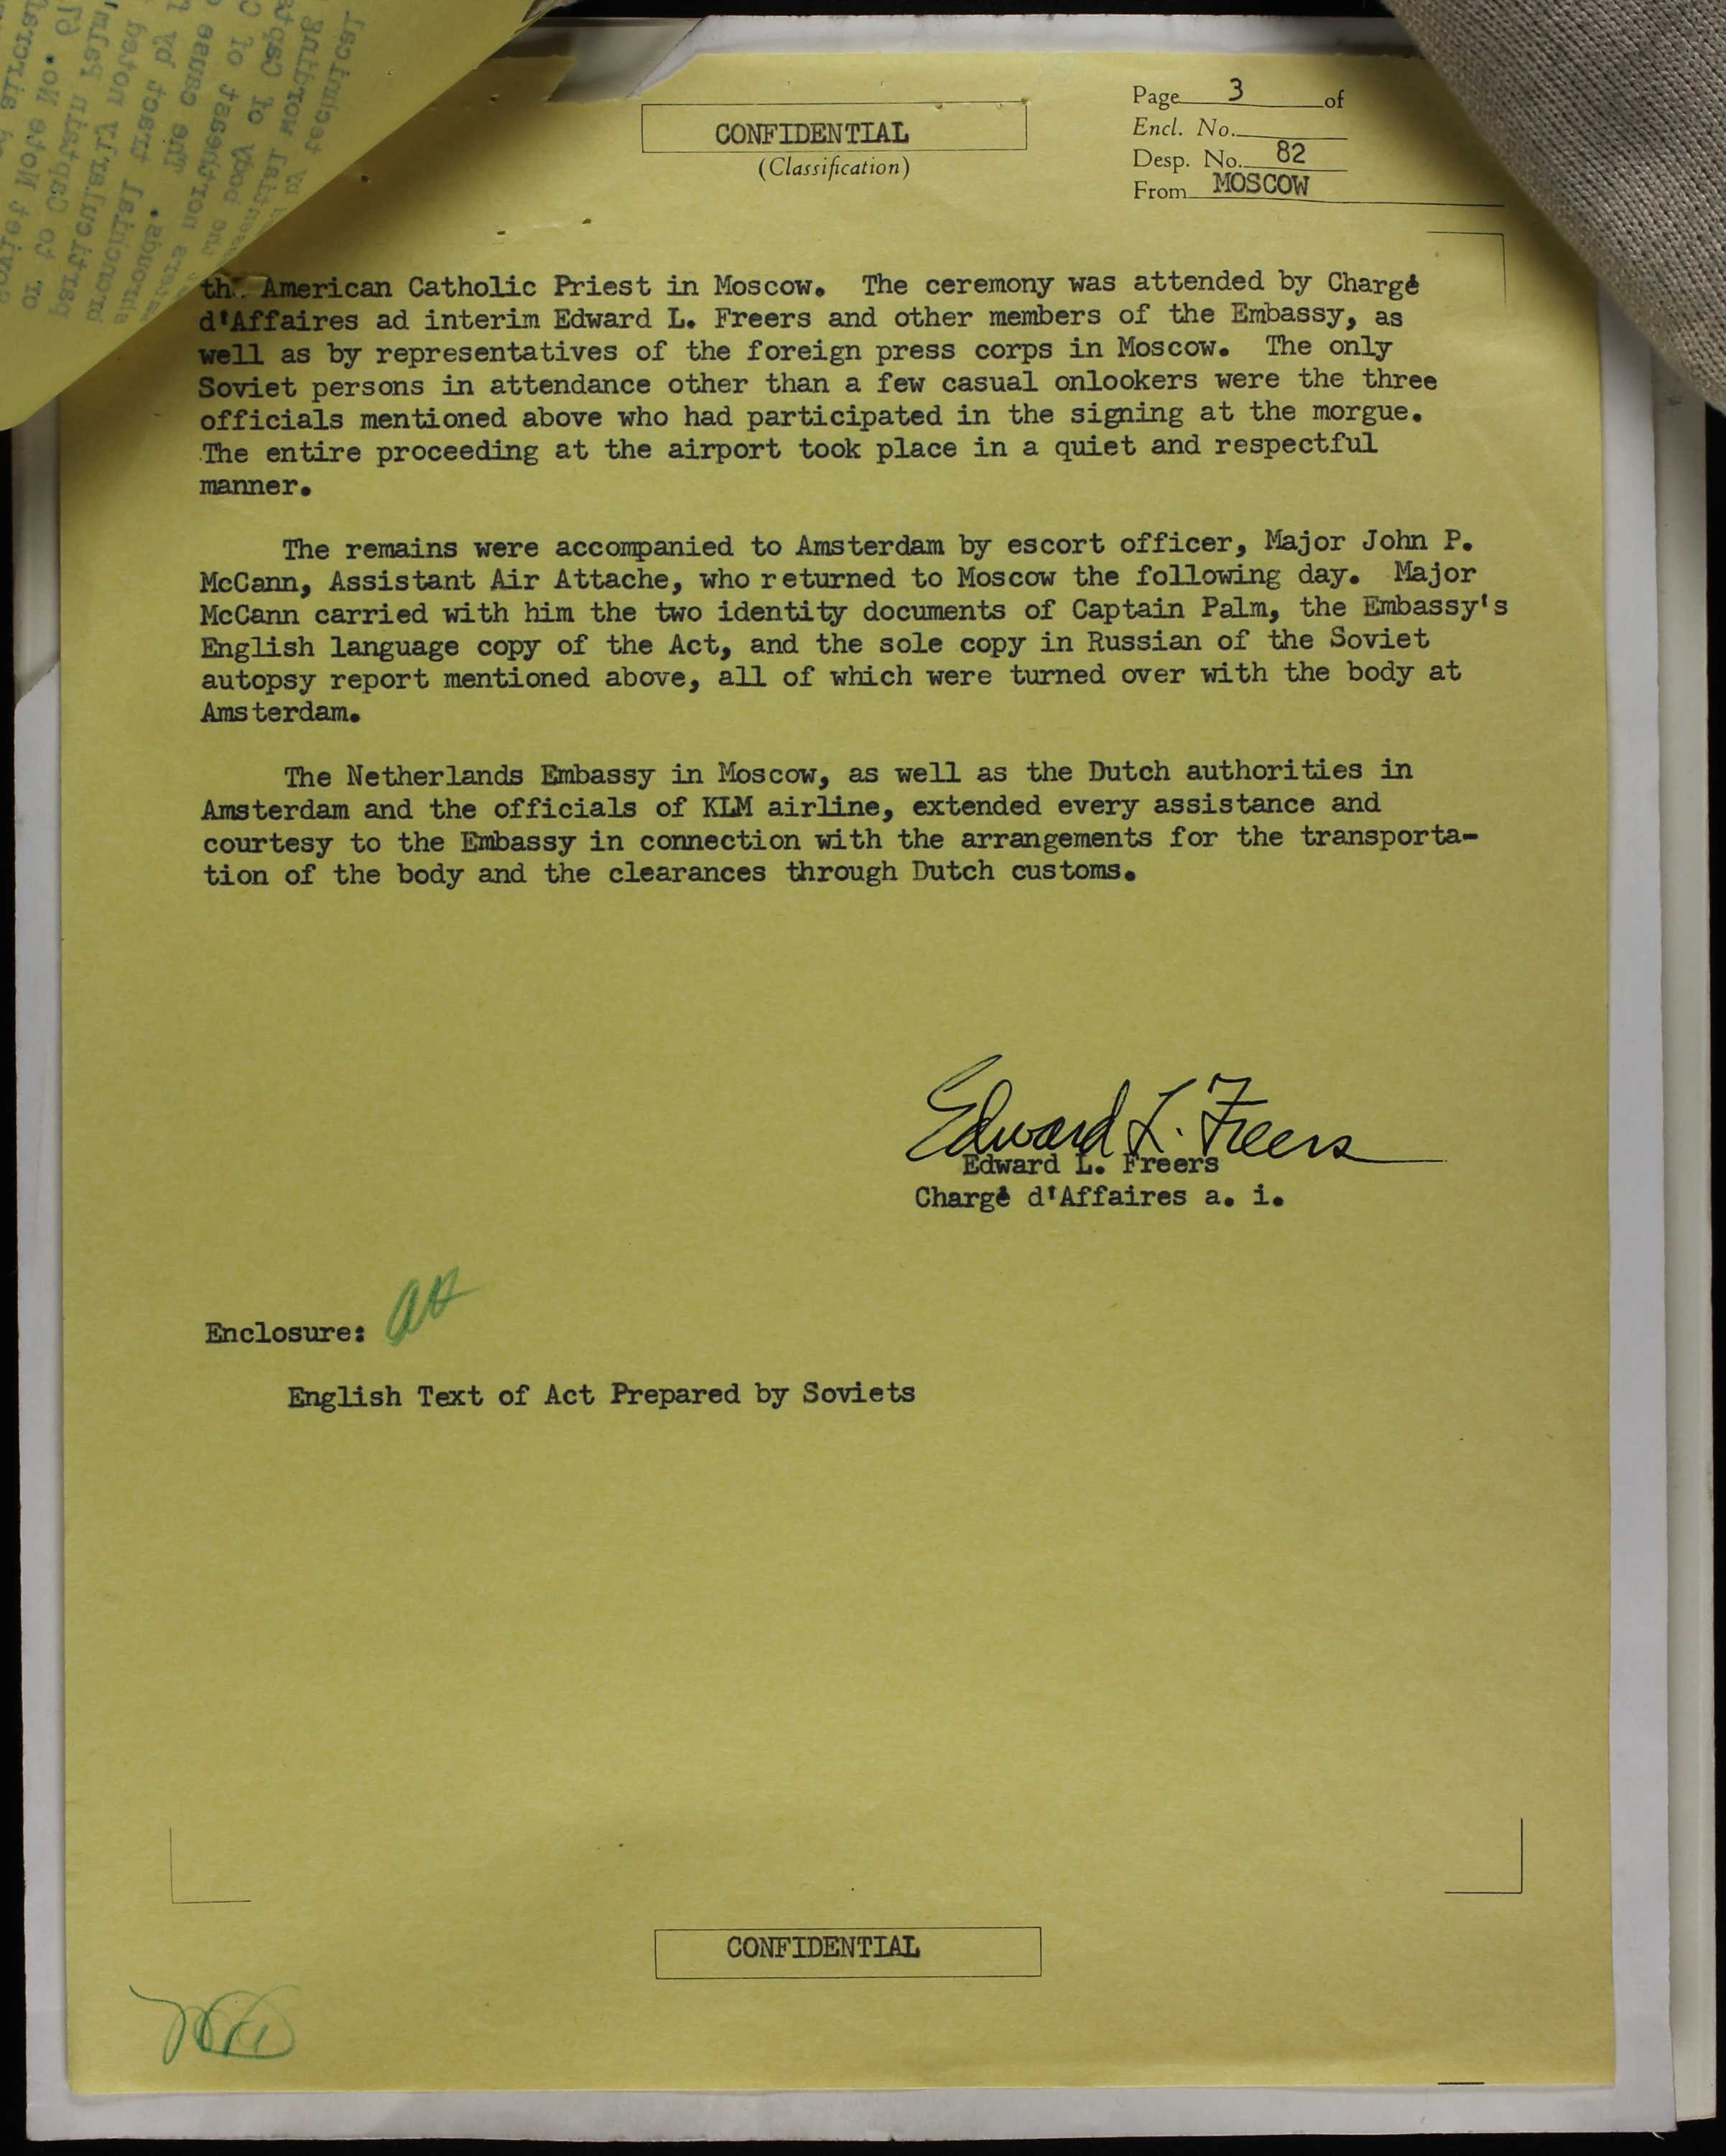 CONFIDENTIAL
(Classification)
Page 3 of
Encl. No.
Desp. No. 82
From MOSCOW
th. American Catholic Priest in Moscow. The ceremony was attended by Chargé
d'Affaires ad interim Edward L. Freers and other members of the Embassy, as
well as by representatives of the foreign press corps in Moscow. The only
Soviet persons in attendance other than a few casual onlookers were the three
officials mentioned above who had participated in the signing at the morgue.
The entire proceeding at the airport took place in a quiet and respectful
manner.
The remains were accompanied to Amsterdam by escort officer, Major John P.
McCann, Assistant Air Attache, who returned to Moscow the following day. Major
McCann carried with him the two identity documents of Captain Palm, the Embassy's
English language copy of the Act, and the sole copy in Russian of the Soviet
autopsy report mentioned above, all of which were turned over with the body at
Amsterdam.
The Netherlands Embassy in Moscow, as well as the Dutch authorities in
Amsterdam and the officials of KLM airline, extended every assistance and
courtesy to the Embassy in connection with the arrangements for the transporta-
tion of the body and the clearances through Dutch customs.
Edward L. Freers
Edward L. Freers
Chargé d'Affaires a. i.
Enclosure:
English Text of Act Prepared by Soviets
CONFIDENTIAL